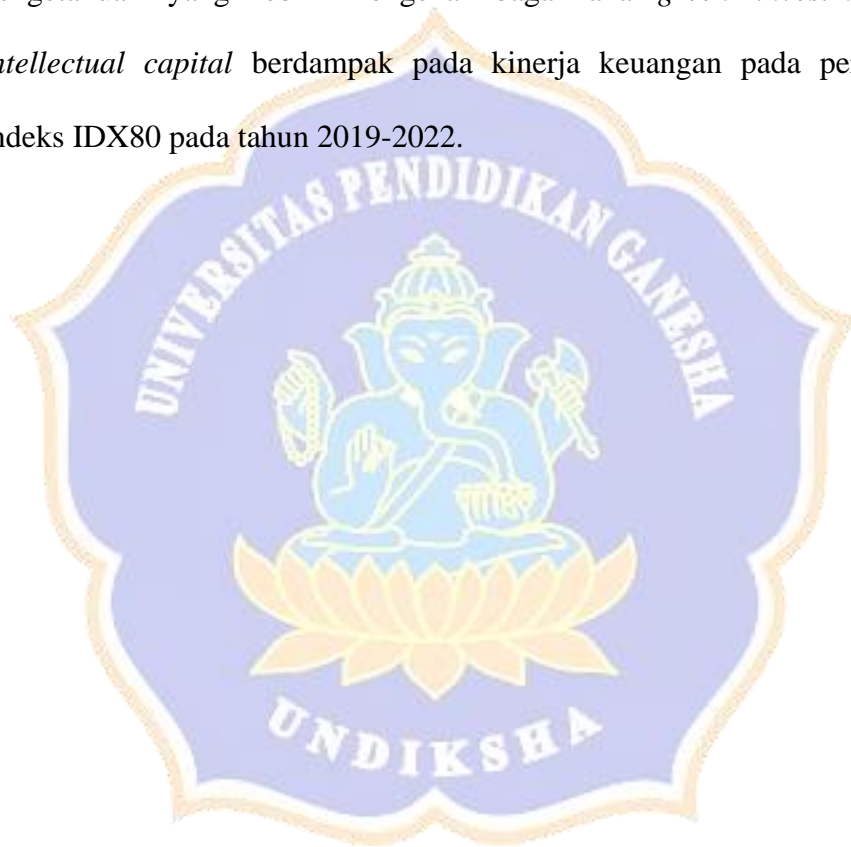 ntellectual capital berdampak pada kinerja keuangan pada
ndeks IDX80 pada tahun 2019-2022.
UNIVERSITAS PENDIDIKAN GANESHA
UNDIKSHA